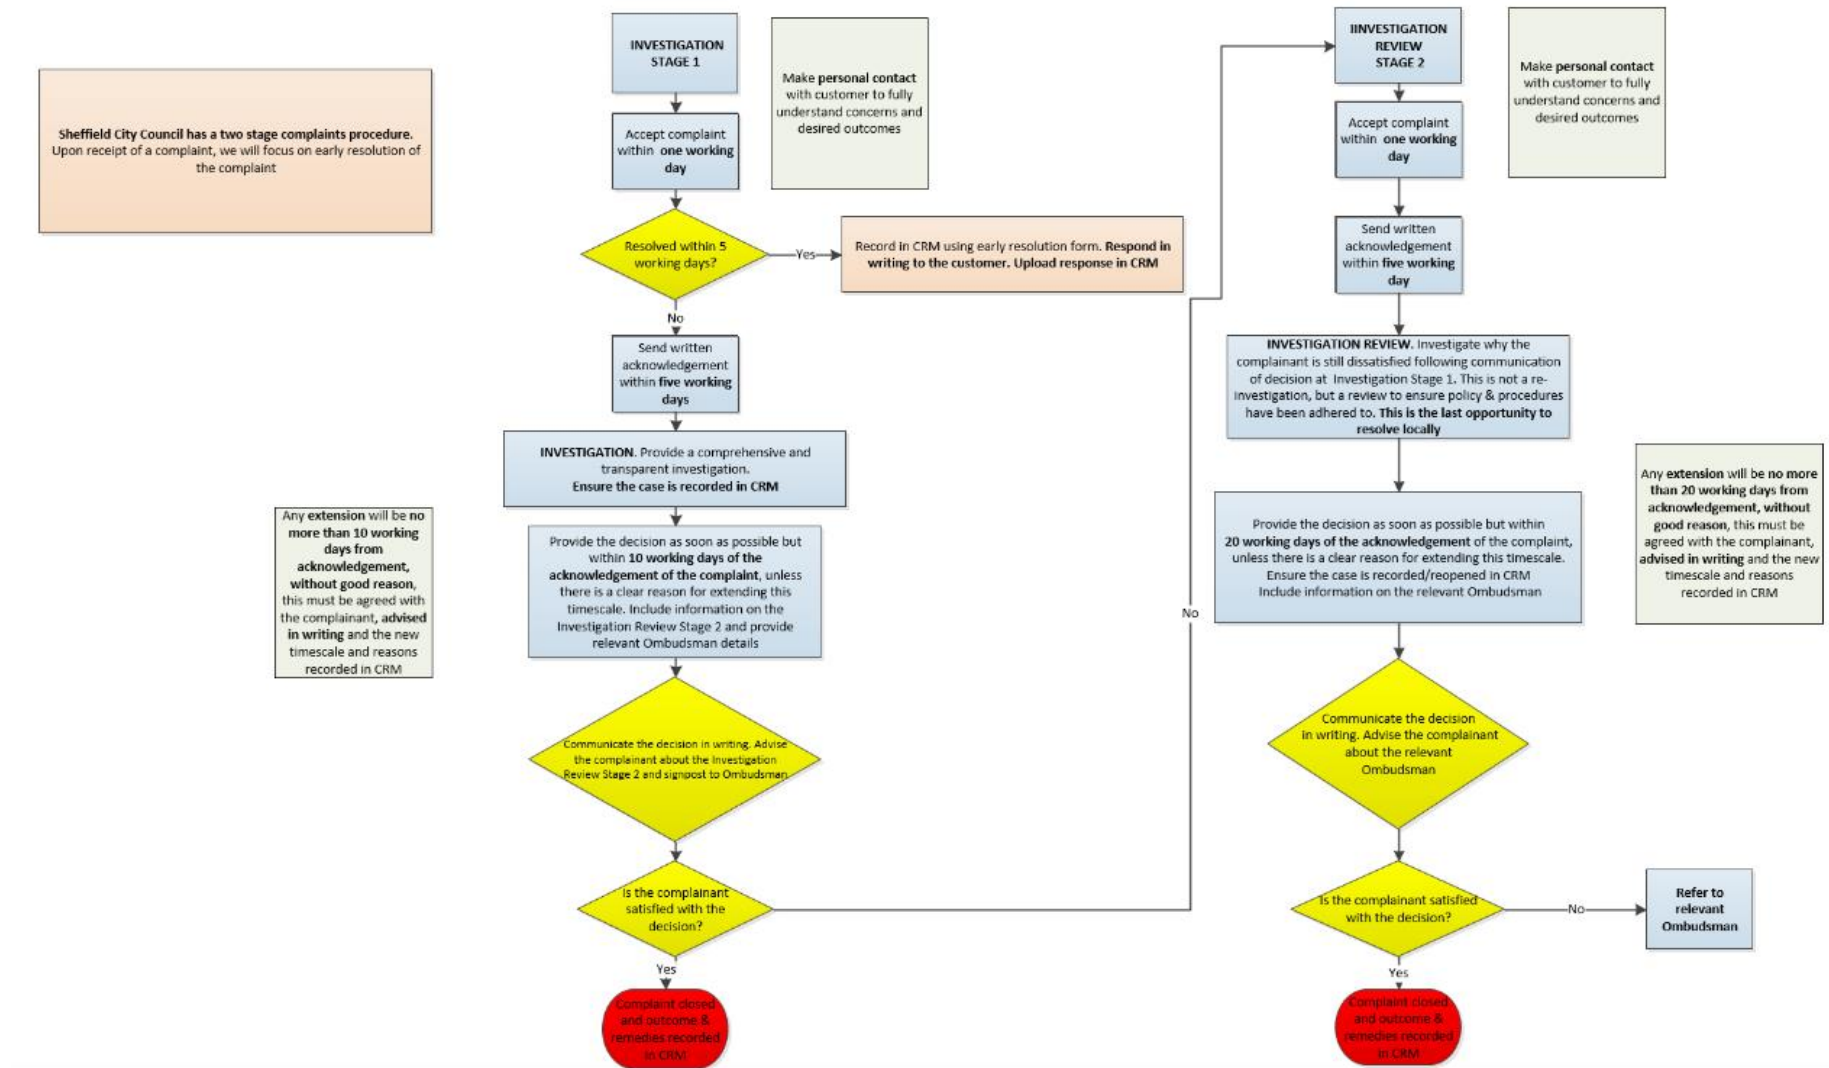 Sheffield City Council has a two stage complaints procedure.
Upon receipt of a complaint, we will focus on early resolution of
the complaint
INVESTIGATION
STAGE 1
Make personal contact
with customer to fully
understand concerns and
desired outcomes
Accept complaint
within one working
day
Resolved within 5
working days?
Yes
Record in CRM using early resolution form. Respond in
writing to the customer. Upload response in CRM
No
Send written
acknowledgement
within five working
days
INVESTIGATION. Provide a comprehensive and
transparent investigation.
Ensure the case is recorded in CRM
Any extension will be no
more than 10 working
days from
acknowledgement,
without good reason,
this must be agreed with
the complainant, advised
in writing and the new
timescale and reasons
recorded in CRM
Provide the decision as soon as possible but
within 10 working days of the
acknowledgement of the complaint, unless
there is a clear reason for extending this
timescale. Include information on the
Investigation Review Stage 2 and provide
relevant Ombudsman details
Communicate the decision in writing. Advise
the complainant about the Investigation
Review Stage 2 and signpost to Ombudsman
Is the complainant
satisfied with the
decision?
Yes
Complaint closed
and outcome &
remedies recorded
in CRM
No
IINVESTIGATION
REVIEW
STAGE 2
Make personal contact
with customer to fully
understand concerns and
desired outcomes
Accept complaint
within one working
day
Send written
acknowledgement
within five working
day
INVESTIGATION REVIEW. Investigate why the
complainant is still dissatisfied following communication
of decision at Investigation Stage 1. This is not a re-
investigation, but a review to ensure policy & procedures
have been adhered to. This is the last opportunity to
resolve locally
Any extension will be no more
than 20 working days from
acknowledgement, without
good reason, this must be
agreed with the complainant,
advised in writing and the new
timescale and reasons
recorded in CRM
Provide the decision as soon as possible but within
20 working days of the acknowledgement of the complaint,
unless there is a clear reason for extending this timescale.
Ensure the case is recorded/reopened in CRM
Include information on the relevant Ombudsman
Communicate the decision
in writing. Advise the complainant
about the relevant
Ombudsman
Is the complainant satisfied
with the decision?
No
Refer to
relevant
Ombudsman
Yes
Complaint closed
and outcome &
remedies recorded
in CRM